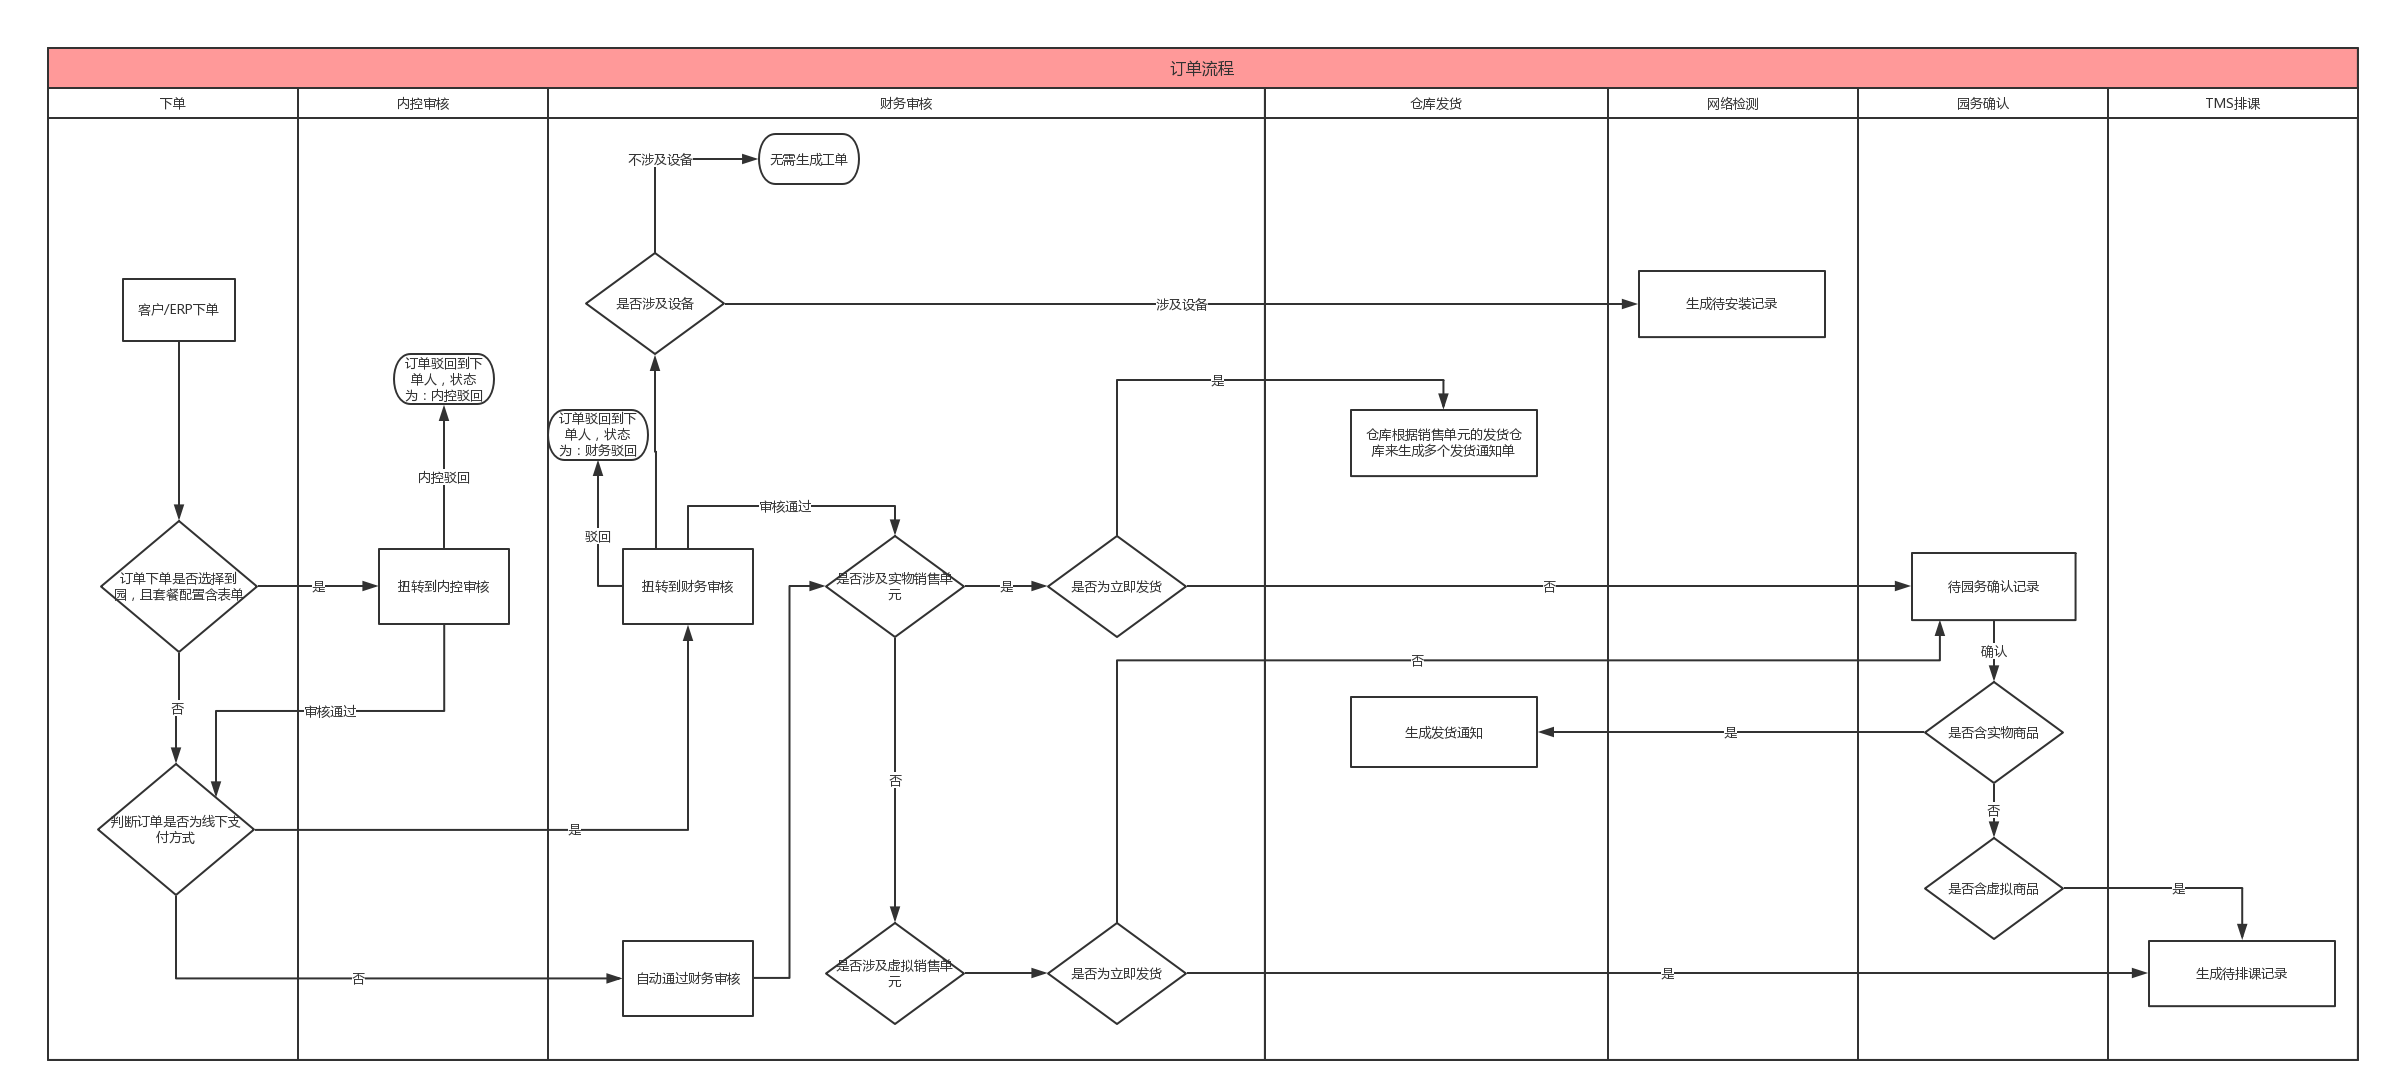 订单流程
下单
内控审核
财务审核
仓库发货
网络检测
园务确认
TMS排课
不涉及设备
无需生成工单
客户/ERP下单
是否涉及设备
涉及设备
生成待安装记录
订单驳回到下
单人，状态
为：内控驳回
是
订单驳回到下
单人，状态
为：财务驳回
仓库根据销售单元的发货仓
库来生成多个发货通知单
内控驳回
审核通过
驳回
订单下单是否选择到
园，且套餐配置含表单
是
扭转到内控审核
扭转到财务审核
是否涉及实物销售单
元
是
是否为立即发货
否
待园务确认记录
确认
否
否
审核通过
生成发货通知
是
是否含实物商品
否
否
判断订单是否为线下支
付方式
是
是否含虚拟商品
是
否
自动通过财务审核
是否涉及虚拟销售单
元
是否为立即发货
是
生成待排课记录